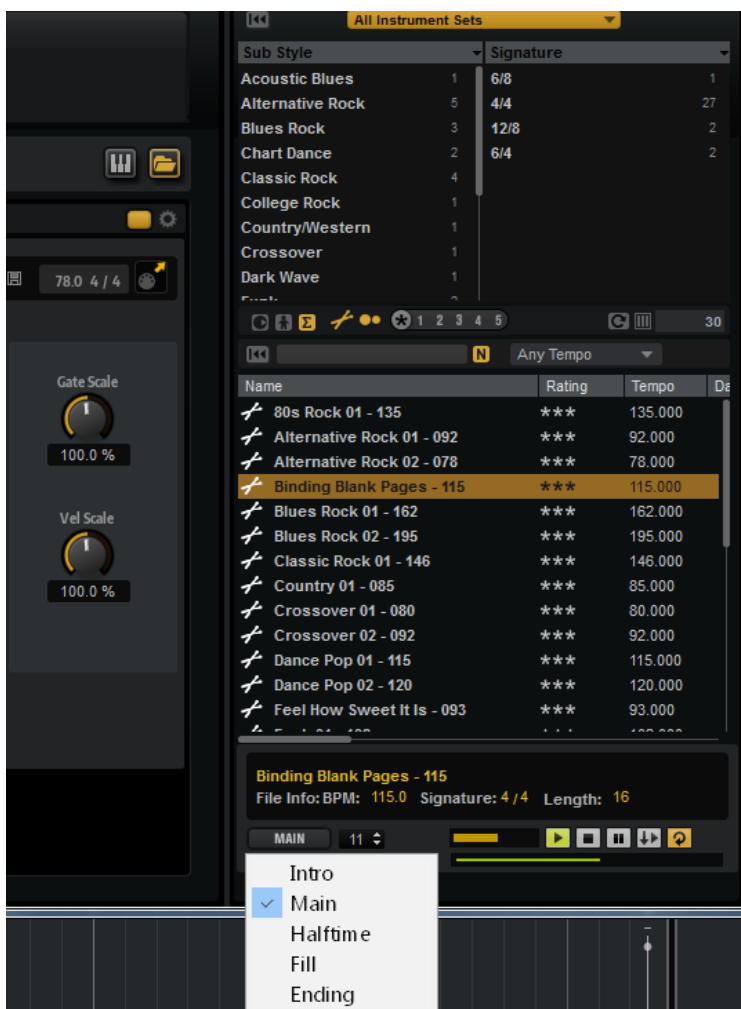 All Instrument Sets
Sub Style Signature
Acoustic Blues 1 6/8 1
Alternative Rock 5 4/4 27
Blues Rock 3 12/8 2
Chart Dance 2 6/4 2
Classic Rock 4
College Rock 1
Country/Western 1
Crossover 1
Dark Wave 1
78.0 4 / 4
Σ 1 2 3 4 5 30
N Any Tempo
Name Rating Tempo Da
Gate Scale
100.0 %
Vel Scale
100.0 %
80s Rock 01 - 135 *** 135.000
Alternative Rock 01 - 092 *** 92.000
Alternative Rock 02 - 078 *** 78.000
Binding Blank Pages - 115 *** 115.000
Blues Rock 01 - 162 *** 162.000
Blues Rock 02 - 195 *** 195.000
Classic Rock 01 - 146 *** 146.000
Country 01 - 085 *** 85.000
Crossover 01 - 080 *** 80.000
Crossover 02 - 092 *** 92.000
Dance Pop 01 - 115 *** 115.000
Dance Pop 02 - 120 *** 120.000
Feel How Sweet It Is - 093 *** 93.000
Binding Blank Pages - 115
File Info: BPM: 115.0 Signature: 4 / 4 Length: 16
MAIN 11
Intro
Main
Halftime
Fill
Ending